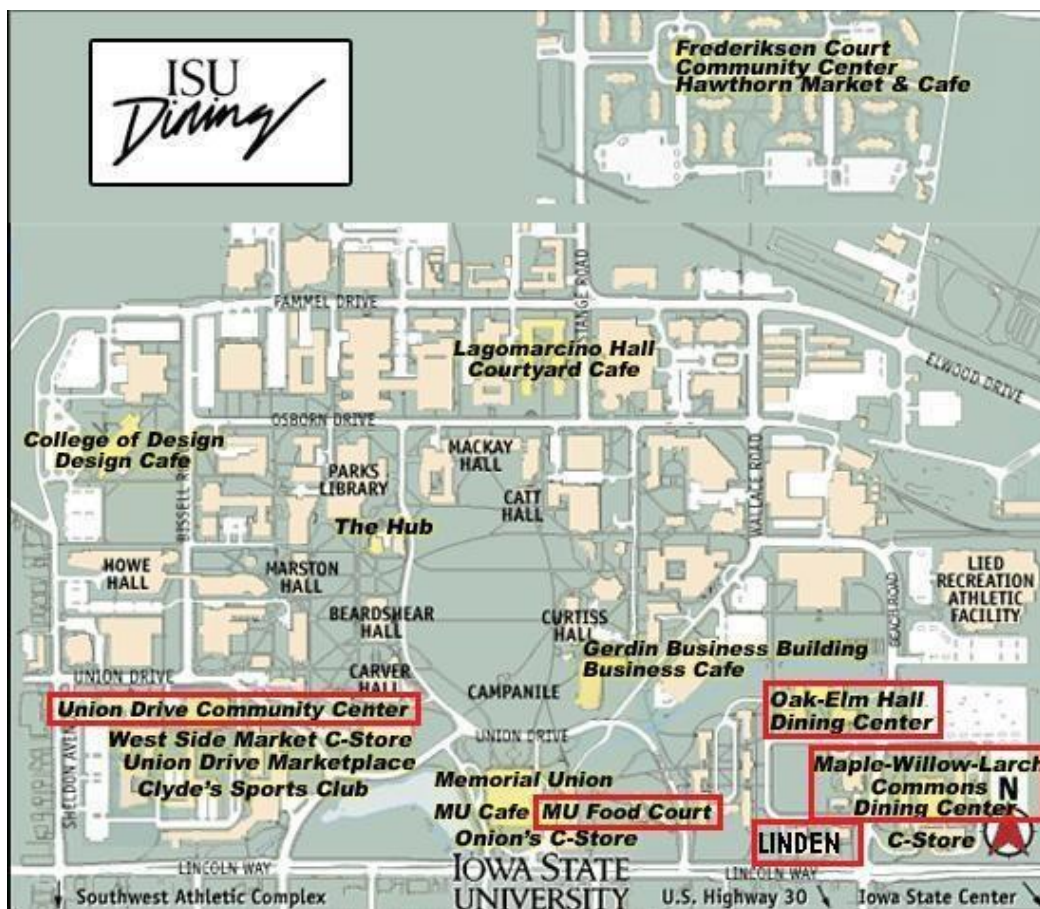 ISU
Dining
Frederiksen Court
Community Center
Hawthorn Market & Cafe
STANGE ROAD
FAMMEL DRIVE
Lagomarcino Hall
Courtyard Cafe
ELWOOD DRIVE
OSBORN DRIVE
College of Design
Design Cafe
MACKAY
HALL
PARKS
LIBRARY
CATT
HALL
WALLACE ROAD
BISSELL R
The Hub
HOWE
HALL
MARSTON
HALL
LIED
RECREATION
ATHLETIC
FACILITY
BEACH ROAD
BEARDSHEAR
HALL
CURTISS
HALL
Gerdin Business Building
Business Cafe
UNION DRIVE
CARVER
HALL
CAMPANILE
Union Drive Community Center
Oak-Elm Hall
Dining Center
West Side Market C-Store
UNION DRIVE
Union Drive Marketplace
Clyde's Sports Club
SHELDON AVEN
Memorial Union
Maple-Willow-Larch
Commons
Dining Center
N
MU Cafe
MU Food Court
Onion's C-Store
LINDEN
C-Store
LINCOLN WAY
IOWA STATE
UNIVERSITY
LINCOLN WAY
Southwest Athletic Complex
U.S. Highway 30
Iowa State Center